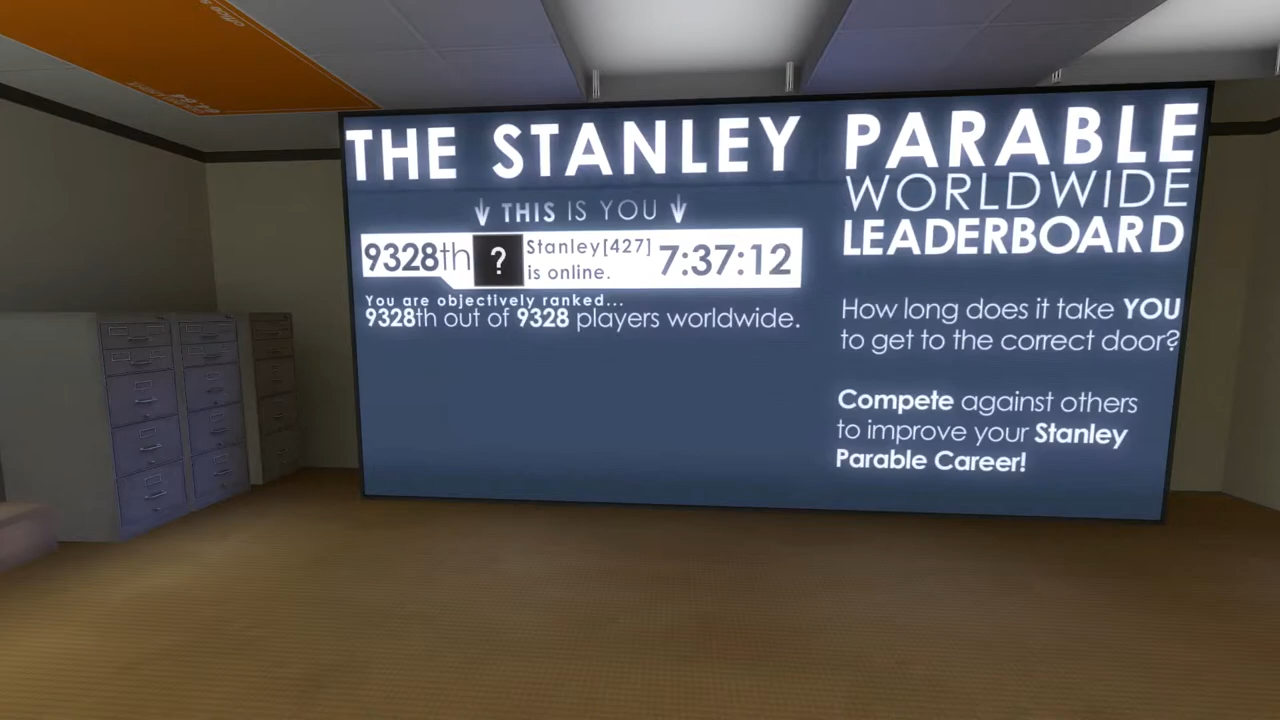 THE STANLEY PARABLE
WORLDWIDE
LEADERBOARD
↓ THIS IS YOU ↓
9328th ? Stanley[427] 7:37:12
is online.
You are objectively ranked...
9328th out of 9328 players worldwide.
How long does it take YOU
to get to the correct door?
Compete against others
to improve your Stanley
Parable Career!